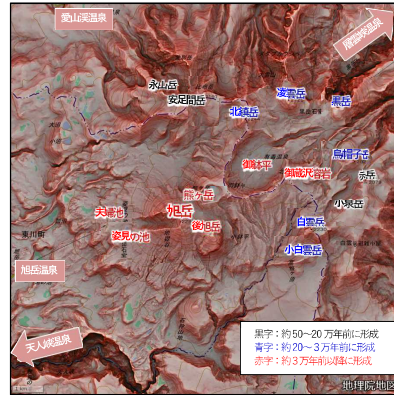 愛山渓温泉
層雲峡温泉
永山岳
安足間岳
凌雲岳
黒岳
北鎮岳
烏帽子岳
御鉢平
御蔵沢溶岩
赤岳
熊ヶ岳
小泉岳
夫婦池
旭岳
後旭岳
白雲岳
姿見の池
小白雲岳
東川町
旭岳温泉
天人峡温泉
黒字：約50～20万年前に形成
青字：約20～3万年前に形成
赤字：約3万年前以降に形成
地理院地図